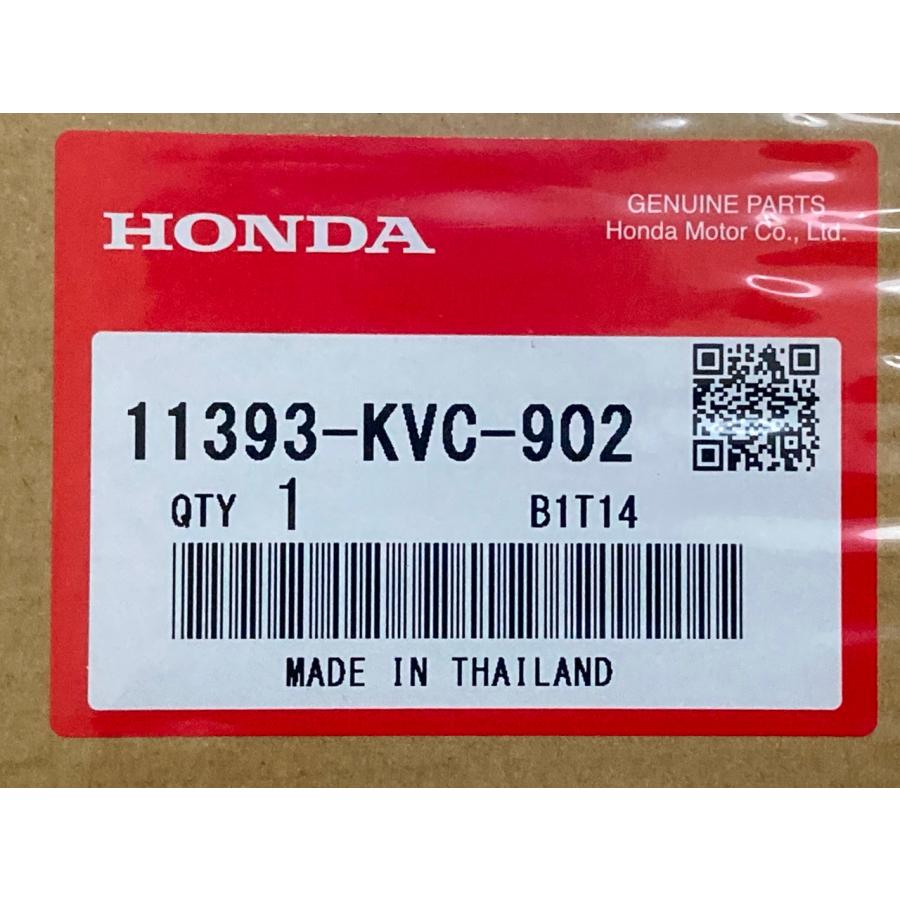 HONDA
GENUINE PARTS
Honda Motor Co., Ltd.
11393-KVC-902
QTY 1 B1T14
MADE IN THAILAND